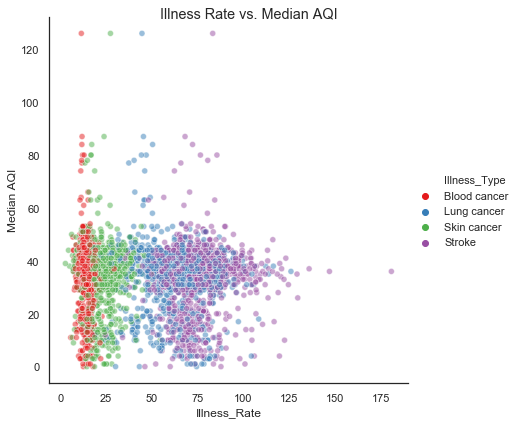 Illness Rate vs. Median AQI
120
100
80
60
40
20
0
Median AQI
0 25 50 75 100 125 150 175
Illness_Rate
Illness_Type
Blood cancer
Lung cancer
Skin cancer
Stroke